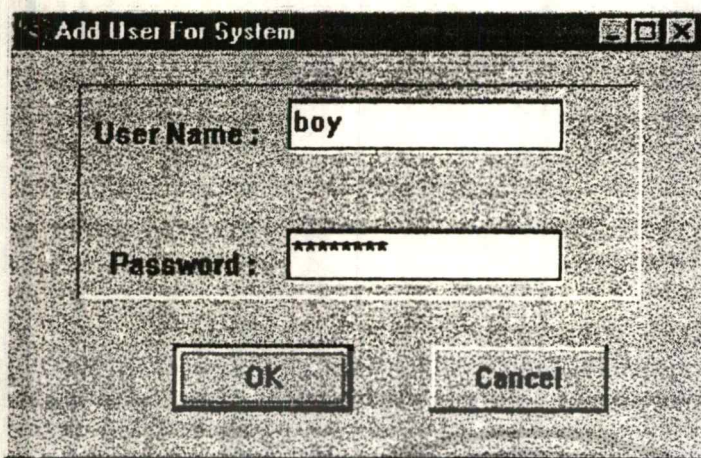 Add User For System
User Name : boy
Password : ********
OK Cancel